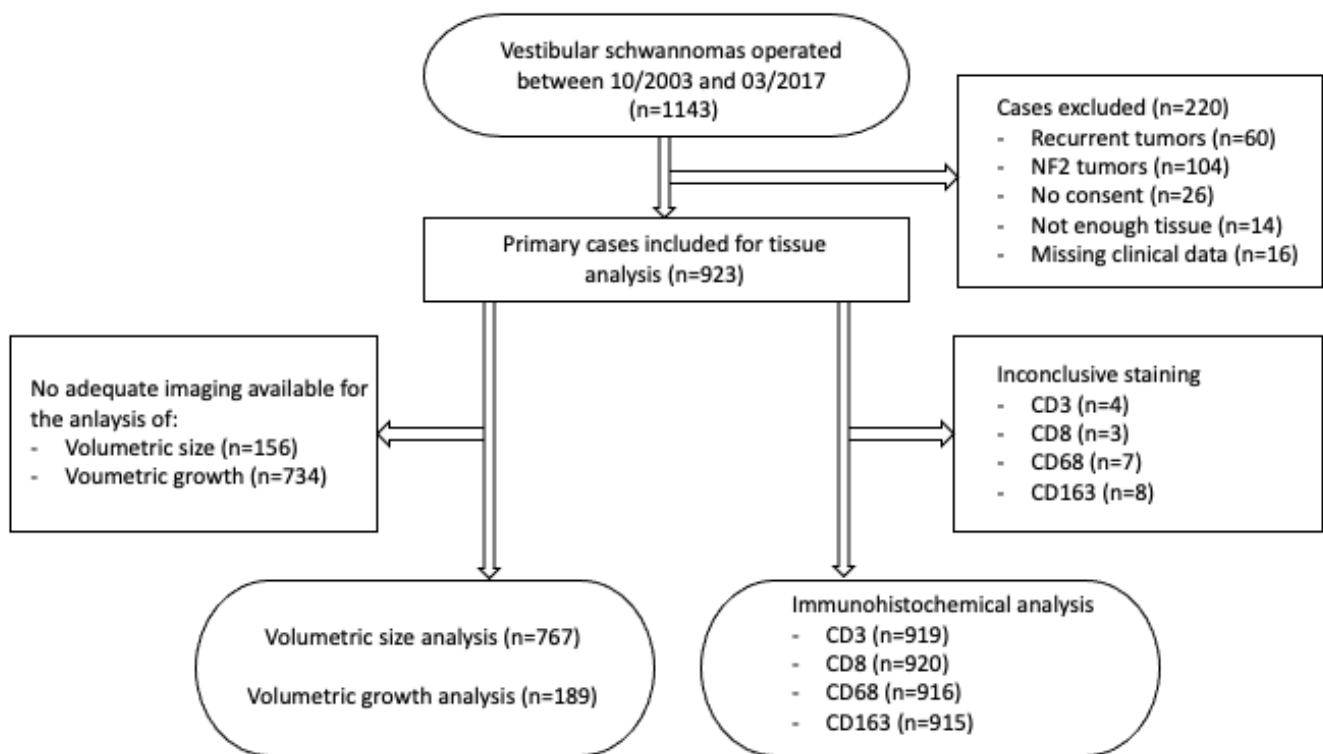 Vestibular schwannomas operated
between 10/2003 and 03/2017
(n=1143)
Cases excluded (n=220)
- Recurrent tumors (n=60)
- NF2 tumors (n=104)
- No consent (n=26)
- Not enough tissue (n=14)
- Missing clinical data (n=16)
Primary cases included for tissue
analysis (n=923)
No adequate imaging available for
the anlaysis of:
- Volumetric size (n=156)
- Voumetric growth (n=734)
Inconclusive staining
- CD3 (n=4)
- CD8 (n=3)
- CD68 (n=7)
- CD163 (n=8)
Volumetric size analysis (n=767)
Volumetric growth analysis (n=189)
Immunohistochemical analysis
- CD3 (n=919)
- CD8 (n=920)
- CD68 (n=916)
- CD163 (n=915)